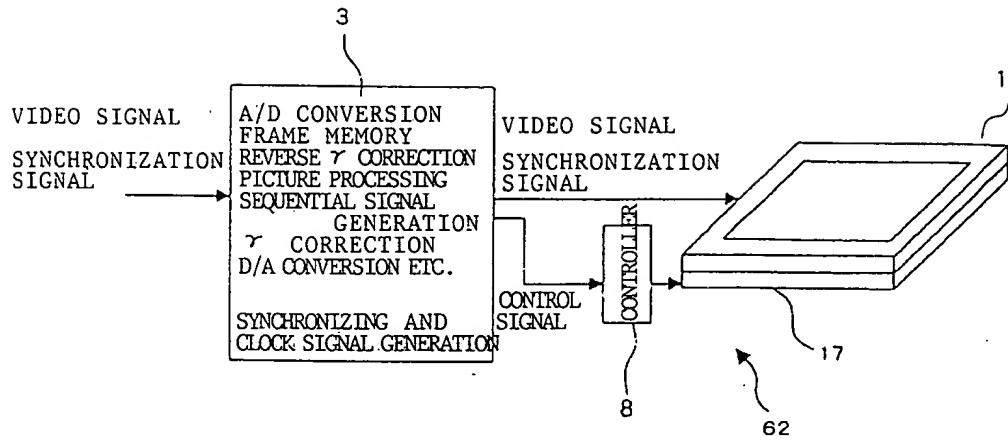 3
VIDEO SIGNAL
SYNCHRONIZATION
SIGNAL
A/D CONVERSION
FRAME MEMORY
REVERSE γ CORRECTION
PICTURE PROCESSING
SEQUENTIAL SIGNAL
GENERATION
γ CORRECTION
D/A CONVERSION ETC.
SYNCHRONIZING AND
CLOCK SIGNAL GENERATION
VIDEO SIGNAL
SYNCHRONIZATION
SIGNAL
CONTROL
SIGNAL
CONTROLLER
8
1
17
62